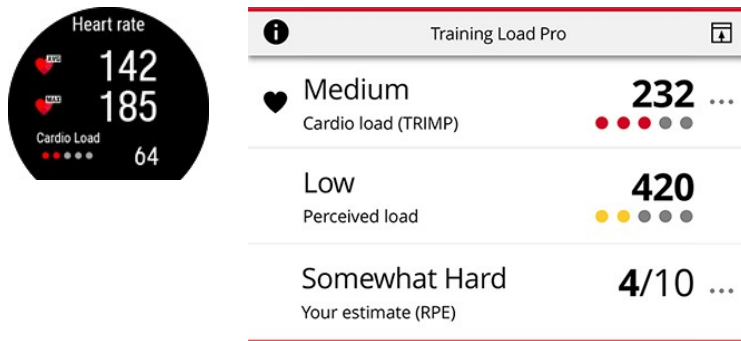 Heart rate
AVG 142
MAX 185
Cardio Load
64
i Training Load Pro
Medium 232
Cardio load (TRIMP)
Low 420
Perceived load
Somewhat Hard 4/10
Your estimate (RPE)